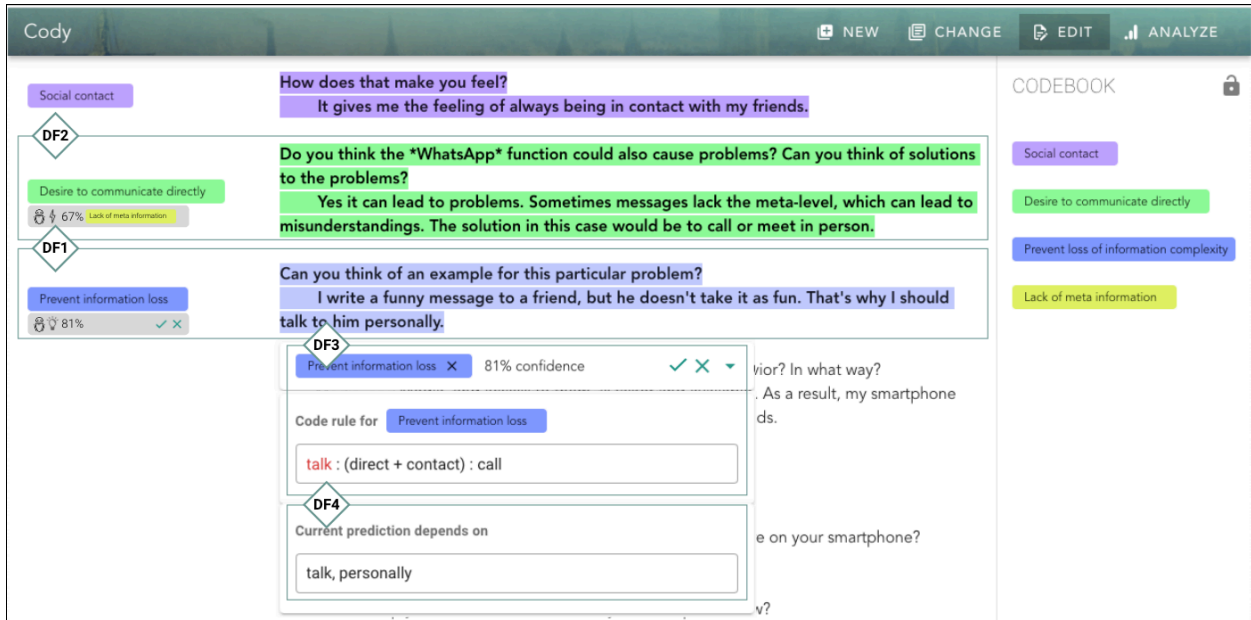 Cody
NEW
CHANGE
EDIT
ANALYZE
Social contact
How does that make you feel?
It gives me the feeling of always being in contact with my friends.
DF2
Desire to communicate directly
67% Lack of meta information
Do you think the *WhatsApp* function could also cause problems? Can you think of solutions
to the problems?
Yes it can lead to problems. Sometimes messages lack the meta-level, which can lead to
misunderstandings. The solution in this case would be to call or meet in person.
DF1
Prevent information loss
81%
Can you think of an example for this particular problem?
I write a funny message to a friend, but he doesn't take it as fun. That's why I should
talk to him personally.
DF3
Prevent information loss
81% confidence
In what way?
. As a result, my smartphone
ds.
Code rule for Prevent information loss
talk : (direct + contact) : call
DF4
Current prediction depends on
e on your smartphone?
talk, personally
CODEBOOK
Social contact
Desire to communicate directly
Prevent loss of information complexity
Lack of meta information